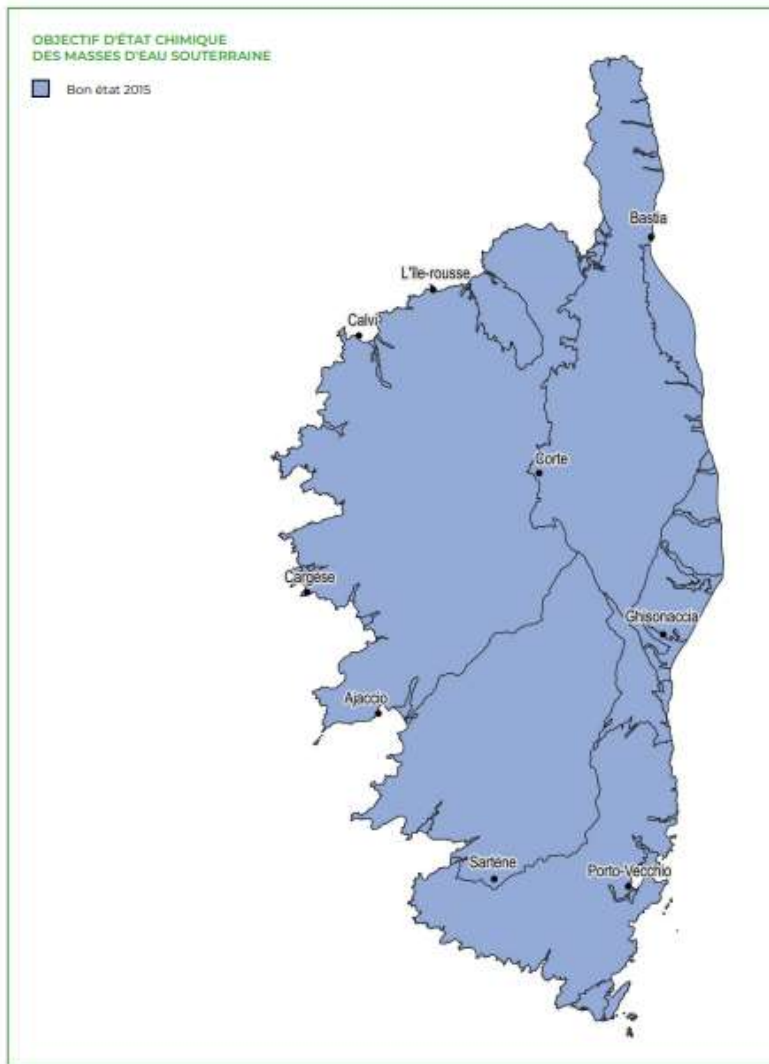 OBJECTIF D'ÉTAT CHIMIQUE
DES MASSES D'EAU SOUTERRAINE
Bon état 2015
Bastia
L'Ile-rousse
Calvi
Corte
Cargèse
Ghisonaccia
Ajaccio
Sartène
Porto-Vecchio